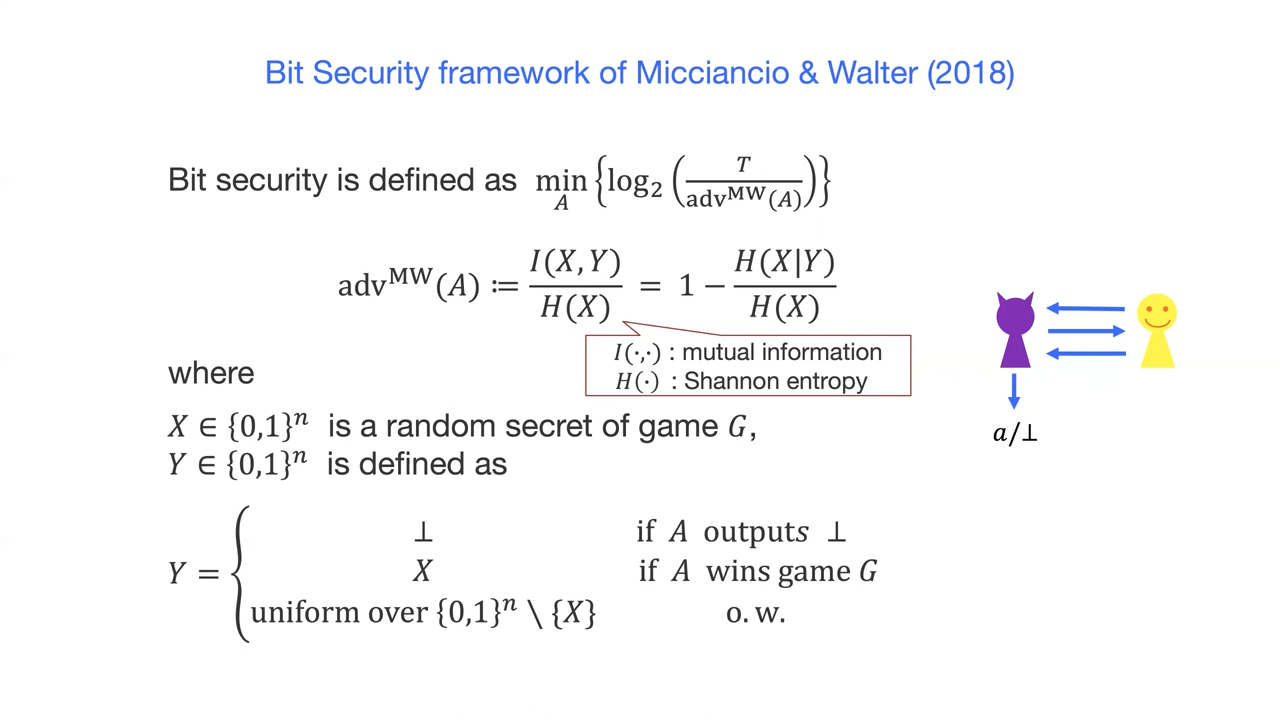 Bit Security framework of Micciancio & Walter (2018)
Bit security is defined as min_A {log₂ (T / adv^MW(A))}
adv^MW(A) ≔ I(X,Y) / H(X) = 1 − H(X|Y) / H(X)
I(·,·) : mutual information
H(·) : Shannon entropy
where
X ∈ {0,1}ⁿ is a random secret of game G,
Y ∈ {0,1}ⁿ is defined as
Y = {
⊥ if A outputs ⊥
X if A wins game G
uniform over {0,1}ⁿ \ {X} o. w.
a/⊥